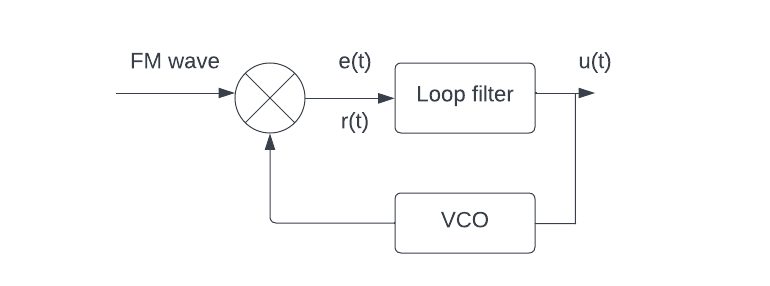 FM wave
e(t)
u(t)
Loop filter
r(t)
VCO